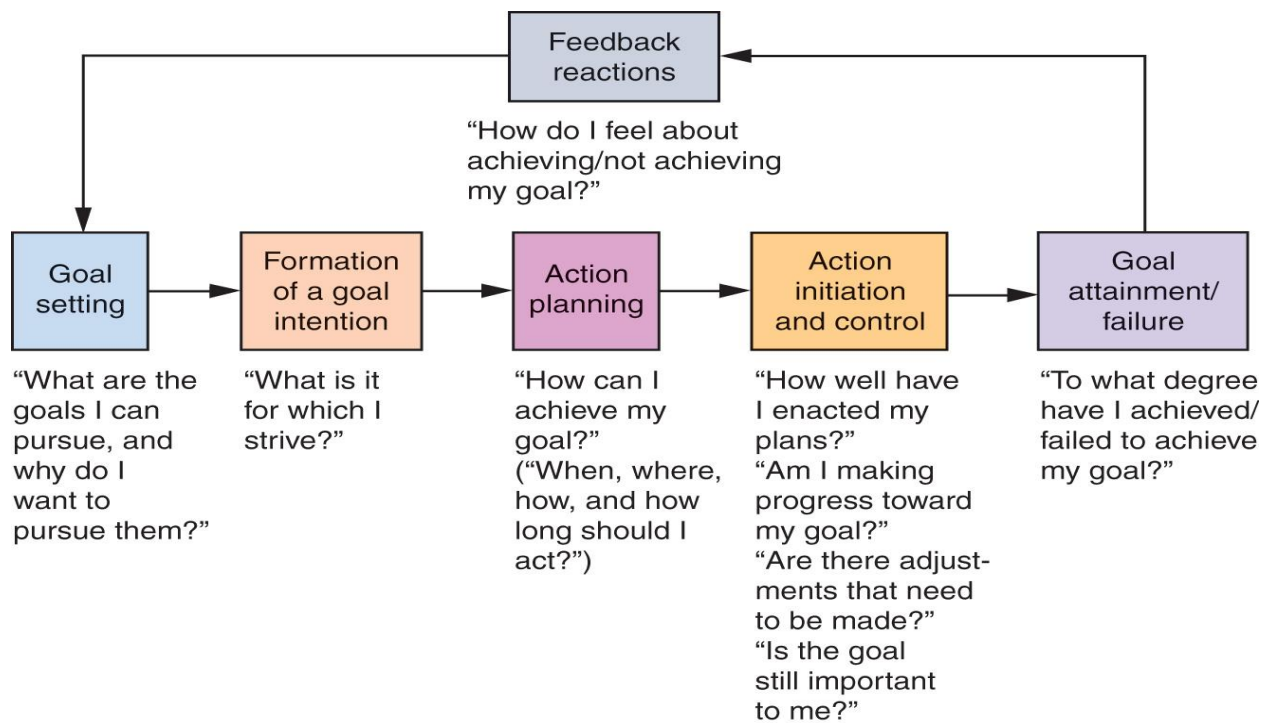 Feedback
reactions
“How do I feel about
achieving/not achieving
my goal?”
Goal
setting
“What are the
goals I can
pursue, and
why do I
want to
pursue them?”
Formation
of a goal
intention
“What is it
for which I
strive?”
Action
planning
“How can I
achieve my
goal?”
(“When, where,
how, and how
long should I
act?”)
Action
initiation
and control
“How well have
I enacted my
plans?”
“Am I making
progress toward
my goal?”
“Are there adjust-
ments that need
to be made?”
“Is the goal
still important
to me?”
Goal
attainment/
failure
“To what degree
have I achieved/
failed to achieve
my goal?”